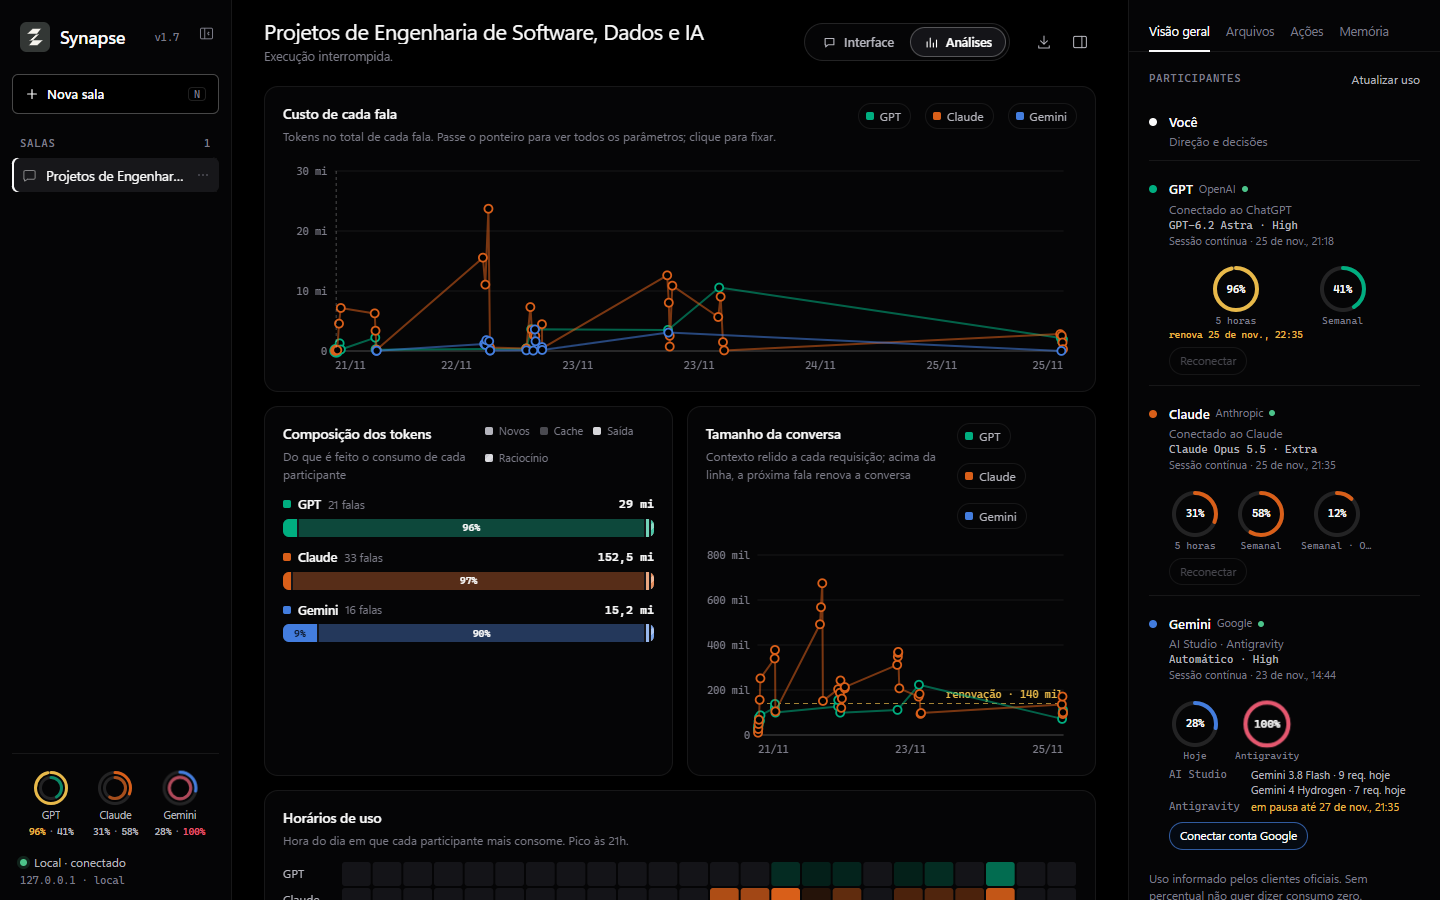 Synapse
v1.7
Nova sala
N
SALAS
1
Projetos de Engenhar...
GPT
96% · 41%
Claude
31% · 58%
Gemini
28% · 100%
Local · conectado
127.0.0.1 · local
Projetos de Engenharia de Software, Dados e IA
Execução interrompida.
Interface
Análises
Custo de cada fala
Tokens no total de cada fala. Passe o ponteiro para ver todos os parâmetros; clique para fixar.
GPT
Claude
Gemini
30 mi
20 mi
10 mi
0
21/11
22/11
23/11
23/11
24/11
25/11
25/11
Composição dos tokens
Do que é feito o consumo de cada
participante
Novos
Cache
Saída
Raciocínio
GPT 21 falas
29 mi
96%
Claude 33 falas
152,5 mi
97%
Gemini 16 falas
15,2 mi
9%
90%
Tamanho da conversa
Contexto relido a cada requisição; acima da
linha, a próxima fala renova a conversa
GPT
Claude
Gemini
800 mil
600 mil
400 mil
200 mil
0
renovação · 140 mil
21/11
23/11
25/11
Horários de uso
Hora do dia em que cada participante mais consome. Pico às 21h.
GPT
Claude
Visão geral
Arquivos
Ações
Memória
PARTICIPANTES
Atualizar uso
Você
Direção e decisões
GPT OpenAI
Conectado ao ChatGPT
GPT-6.2 Astra · High
Sessão contínua · 25 de nov., 21:18
96%
41%
5 horas
Semanal
renova 25 de nov., 22:35
Reconectar
Claude Anthropic
Conectado ao Claude
Claude Opus 5.5 · Extra
Sessão contínua · 25 de nov., 21:35
31%
58%
12%
5 horas
Semanal
Semanal · O…
Reconectar
Gemini Google
AI Studio · Antigravity
Automático · High
Sessão contínua · 23 de nov., 14:44
28%
100%
Hoje
Antigravity
AI Studio
Gemini 3.8 Flash · 9 req. hoje
Gemini 4 Hydrogen · 7 req. hoje
Antigravity
em pausa até 27 de nov., 21:35
Conectar conta Google
Uso informado pelos clientes oficiais. Sem
percentual não quer dizer consumo zero.